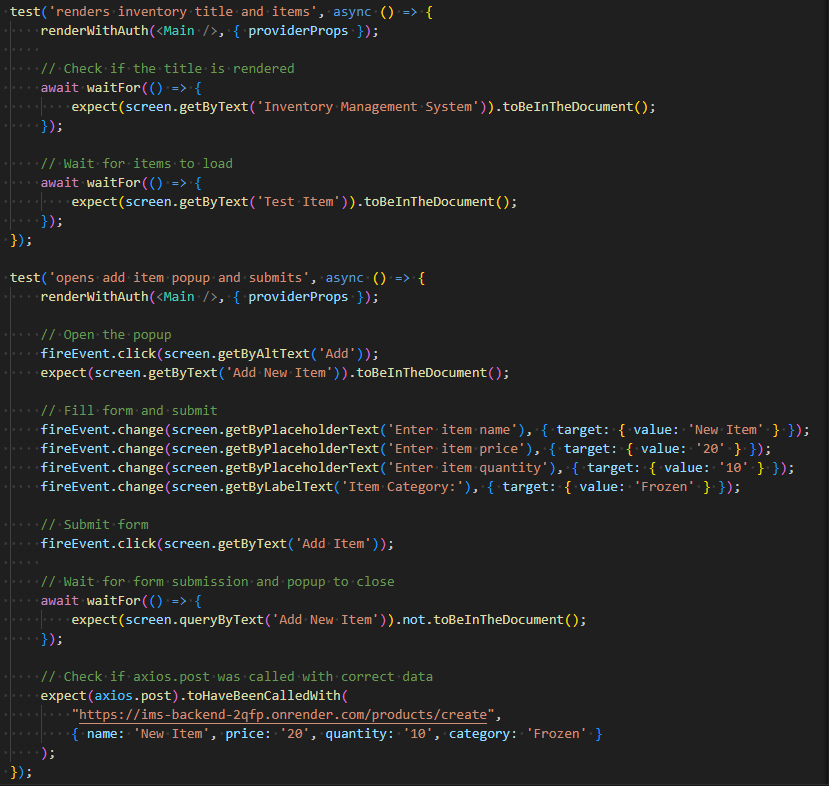 test('renders inventory title and items', async () => {
    renderWithAuth(<Main />, { providerProps });

    // Check if the title is rendered
    await waitFor(() => {
        expect(screen.getByText('Inventory Management System')).toBeInTheDocument();
    });

    // Wait for items to load
    await waitFor(() => {
        expect(screen.getByText('Test Item')).toBeInTheDocument();
    });
});

test('opens add item popup and submits', async () => {
    renderWithAuth(<Main />, { providerProps });

    // Open the popup
    fireEvent.click(screen.getByAltText('Add'));
    expect(screen.getByText('Add New Item')).toBeInTheDocument();

    // Fill form and submit
    fireEvent.change(screen.getByPlaceholderText('Enter item name'), { target: { value: 'New Item' } });
    fireEvent.change(screen.getByPlaceholderText('Enter item price'), { target: { value: '20' } });
    fireEvent.change(screen.getByPlaceholderText('Enter item quantity'), { target: { value: '10' } });
    fireEvent.change(screen.getByLabelText('Item Category:'), { target: { value: 'Frozen' } });

    // Submit form
    fireEvent.click(screen.getByText('Add Item'));

    // Wait for form submission and popup to close
    await waitFor(() => {
        expect(screen.queryByText('Add New Item')).not.toBeInTheDocument();
    });

    // Check if axios.post was called with correct data
    expect(axios.post).toHaveBeenCalledWith(
        "https://ims-backend-2qfp.onrender.com/products/create",
        { name: 'New Item', price: '20', quantity: '10', category: 'Frozen' }
    );
});